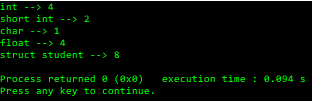 int --> 4
short int --> 2
char --> 1
float --> 4
struct student --> 8
Process returned 0 (0x0)   execution time : 0.094 s
Press any key to continue.